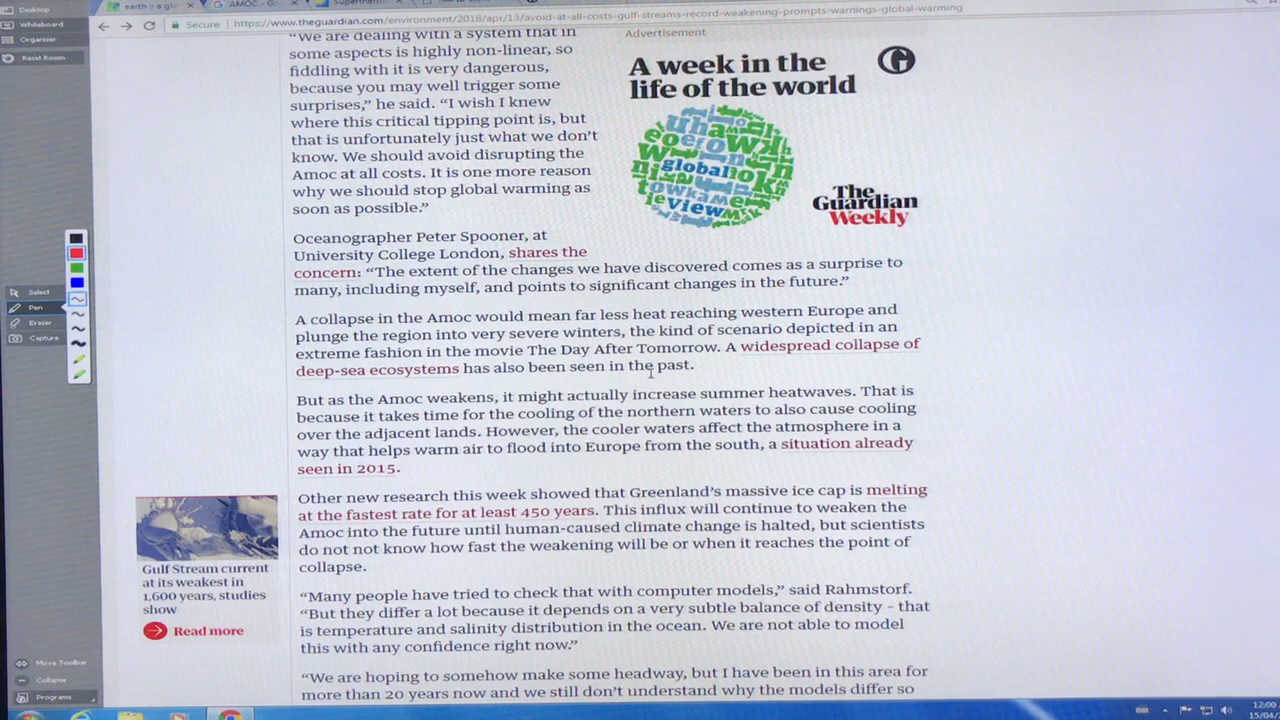 Desktop
Whiteboard
Organizer
Reset Room
earth is a glo
AMOC - G
Secure
https://www.theguardian.com/environment/2018/apr/13/avoid-at-all-costs-gulf-streams-record-weakening-prompts-warnings-global-warming
“We are dealing with a system that in
some aspects is highly non-linear, so
fiddling with it is very dangerous,
because you may well trigger some
surprises,” he said. “I wish I knew
where this critical tipping point is, but
that is unfortunately just what we don’t
know. We should avoid disrupting the
Amoc at all costs. It is one more reason
why we should stop global warming as
soon as possible.”
Advertisement
A week in the
life of the world
global
view
The
Guardian
Weekly
Oceanographer Peter Spooner, at
University College London, shares the
concern: “The extent of the changes we have discovered comes as a surprise to
many, including myself, and points to significant changes in the future.”
Select
Pen
Eraser
Capture
A collapse in the Amoc would mean far less heat reaching western Europe and
plunge the region into very severe winters, the kind of scenario depicted in an
extreme fashion in the movie The Day After Tomorrow. A widespread collapse of
deep-sea ecosystems has also been seen in the past.
But as the Amoc weakens, it might actually increase summer heatwaves. That is
because it takes time for the cooling of the northern waters to also cause cooling
over the adjacent lands. However, the cooler waters affect the atmosphere in a
way that helps warm air to flood into Europe from the south, a situation already
seen in 2015.
Other new research this week showed that Greenland’s massive ice cap is melting
at the fastest rate for at least 450 years. This influx will continue to weaken the
Amoc into the future until human-caused climate change is halted, but scientists
do not not know how fast the weakening will be or when it reaches the point of
collapse.
Gulf Stream current
at its weakest in
1,600 years, studies
show
Read more
“Many people have tried to check that with computer models,” said Rahmstorf.
“But they differ a lot because it depends on a very subtle balance of density – that
is temperature and salinity distribution in the ocean. We are not able to model
this with any confidence right now.”
“We are hoping to somehow make some headway, but I have been in this area for
more than 20 years now and we still don’t understand why the models differ so
Move Toolbar
Collapse
Programs
12:00
15/04/